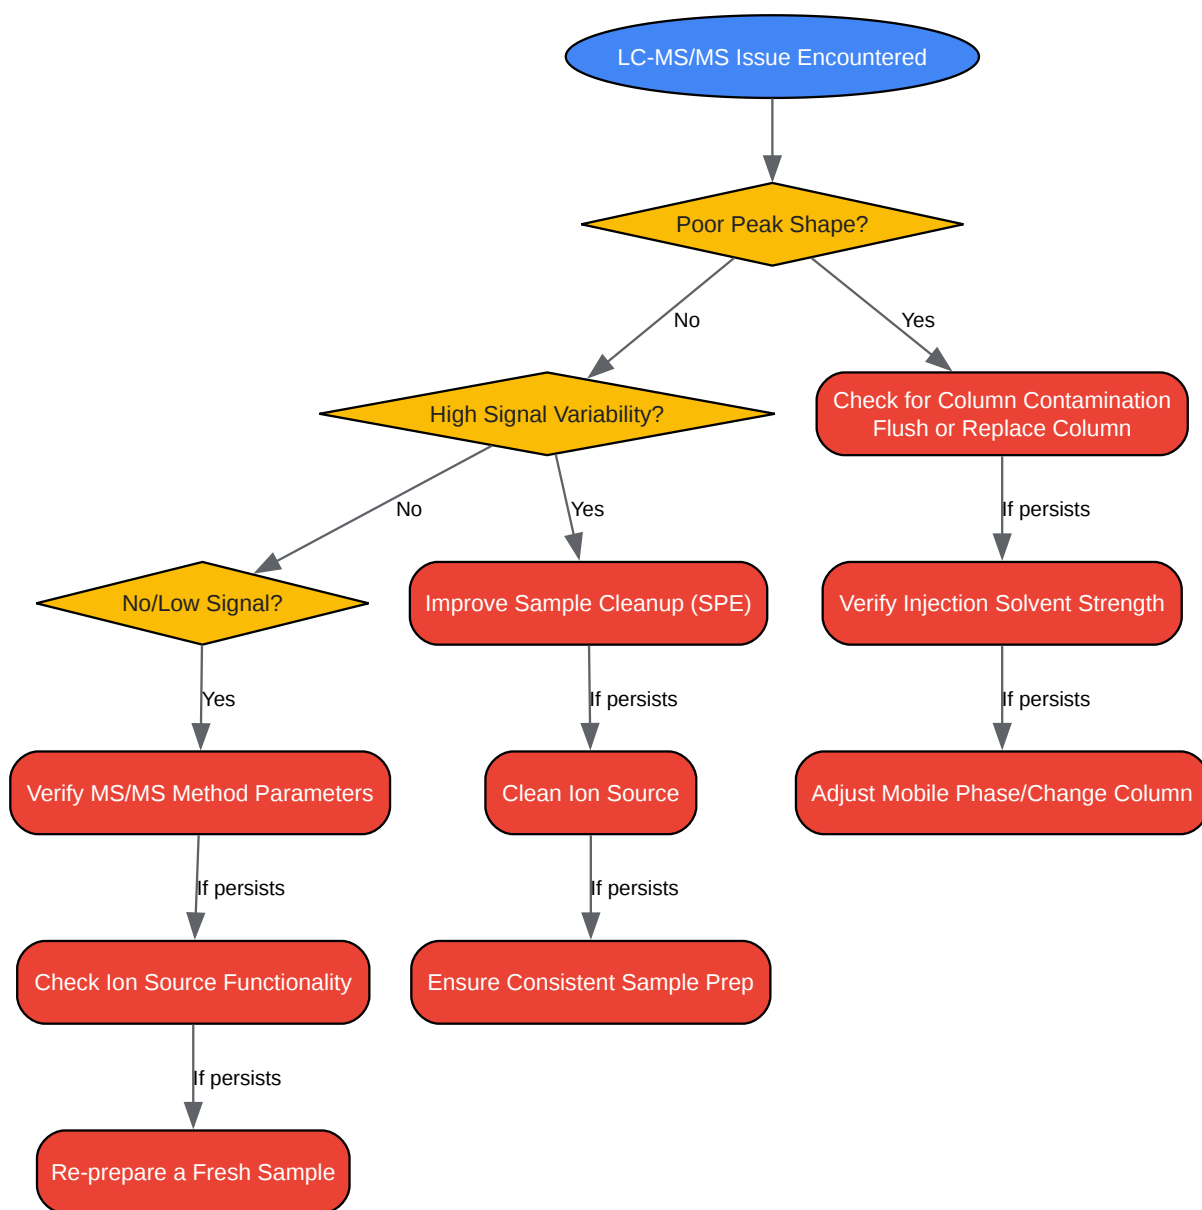 LC-MS/MS Issue Encountered
Poor Peak Shape?
No
Yes
High Signal Variability?
Check for Column Contamination
Flush or Replace Column
No
Yes
If persists
No/Low Signal?
Improve Sample Cleanup (SPE)
Verify Injection Solvent Strength
Yes
If persists
If persists
Verify MS/MS Method Parameters
Clean Ion Source
Adjust Mobile Phase/Change Column
If persists
If persists
Check Ion Source Functionality
Ensure Consistent Sample Prep
If persists
Re-prepare a Fresh Sample